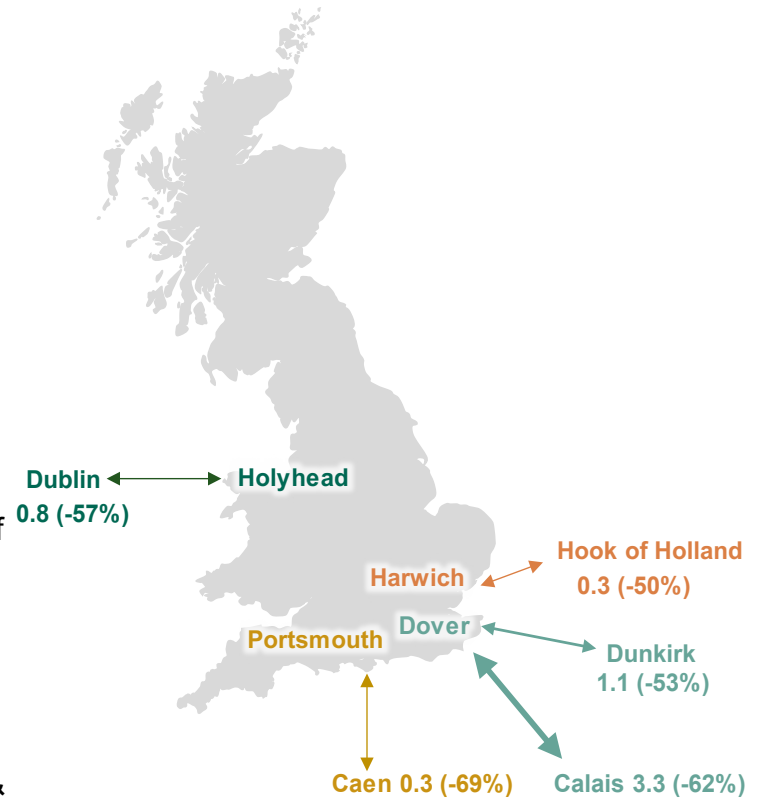 Dublin
Holyhead
0.8 (-57%)
f
Hook of Holland
Harwich
0.3 (-50%)
Dover
Portsmouth
Dunkirk
1.1 (-53%)
Caen 0.3 (-69%)
Calais 3.3 (-62%)
&